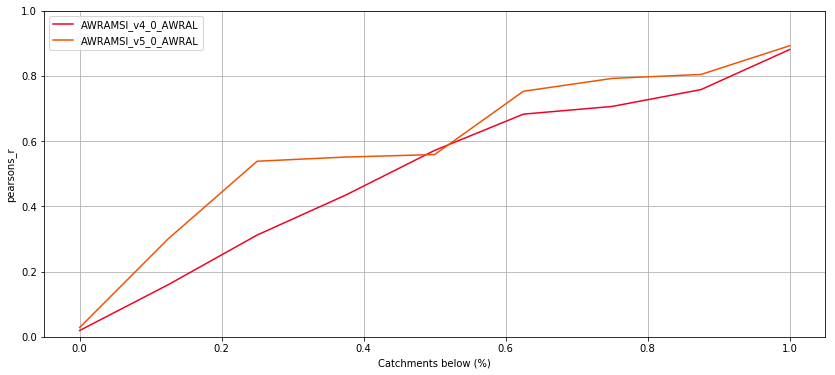 AWRAMSI_v4_0_AWRAL
AWRAMSI_v5_0_AWRAL
1.0
0.8
0.6
0.4
0.2
0.0
pearsons_r
0.0 0.2 0.4 0.6 0.8 1.0
Catchments below (%)